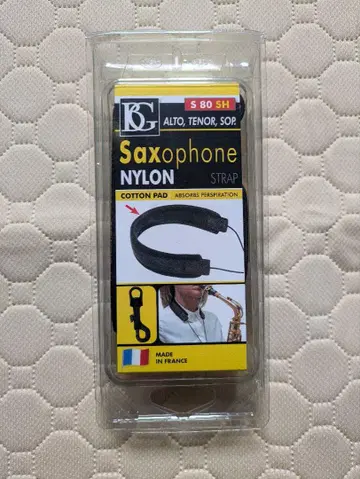 BG
S 80 SH
ALTO, TENOR, SOP.
Saxophone
NYLON STRAP
COTTON PAD ABSORBS PERSPIRATION
MADE
IN FRANCE